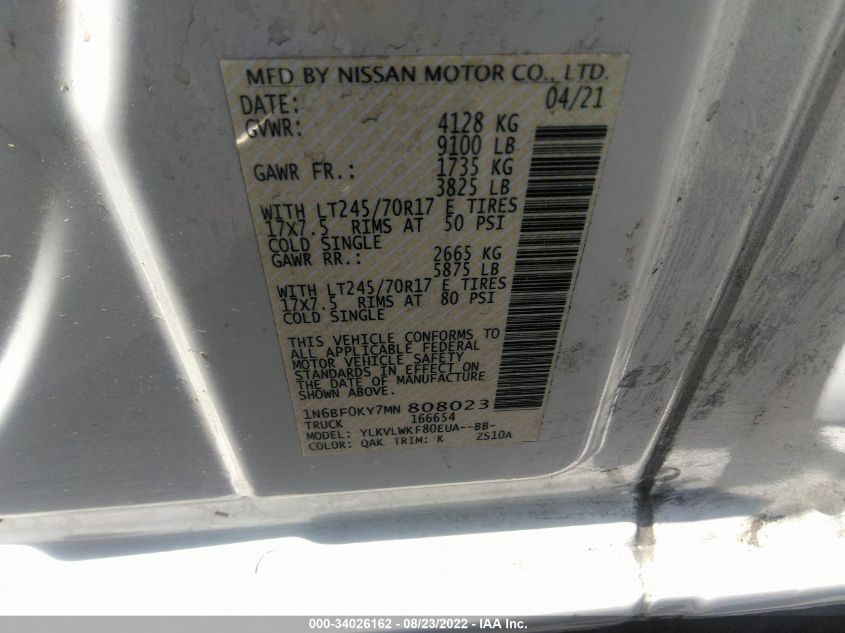 MFD BY NISSAN MOTOR CO., LTD.
DATE: 04/21
GVWR: 4128 KG
9100 LB
GAWR FR.: 1735 KG
3825 LB
WITH LT245/70R17 E TIRES
17X7.5 RIMS AT 50 PSI
COLD SINGLE
GAWR RR.: 2665 KG
5875 LB
WITH LT245/70R17 E TIRES
17X7.5 RIMS AT 80 PSI
COLD SINGLE
THIS VEHICLE CONFORMS TO
ALL APPLICABLE FEDERAL
MOTOR VEHICLE SAFETY
STANDARDS IN EFFECT ON
THE DATE OF MANUFACTURE
SHOWN ABOVE.
1N6BF0KY7MN808023
TRUCK 166654
MODEL: YLKVLWKF80EUA--BB-
COLOR: QAK TRIM: K ZS10A
000-34026162 - 08/23/2022 - IAA Inc.